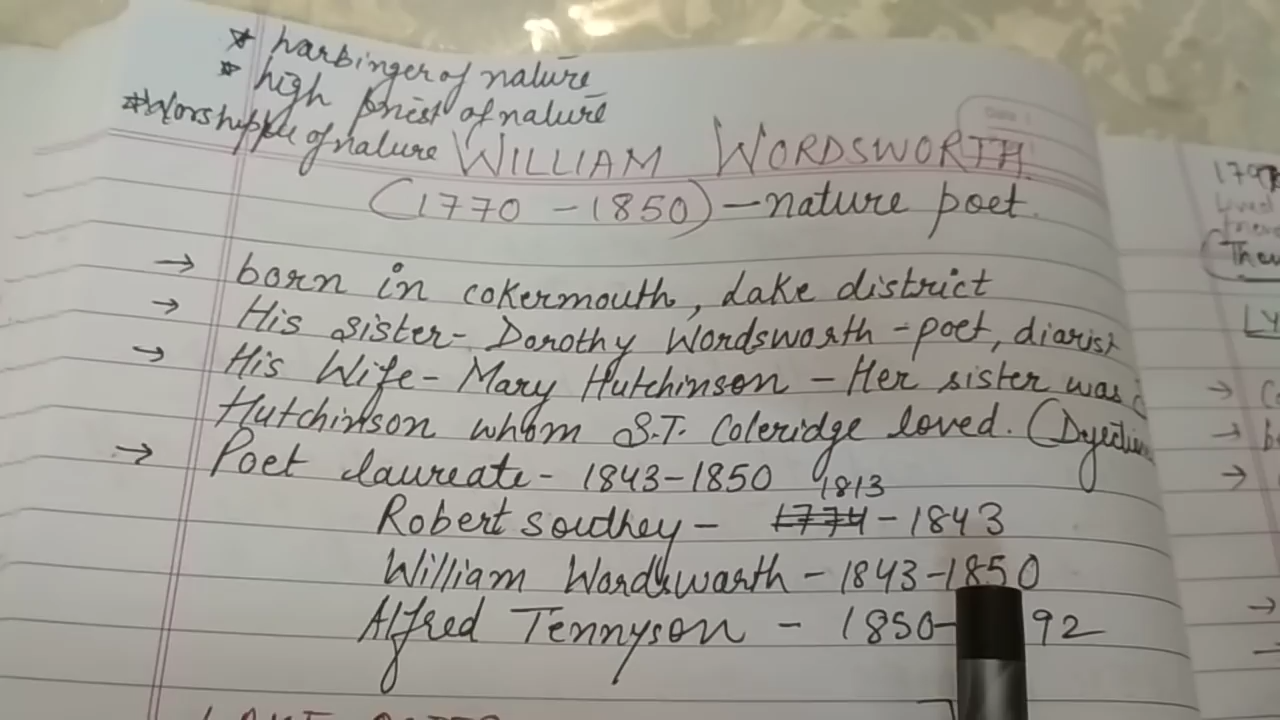 * harbinger of nature
* high priest of nature
* Worshipper of nature
WILLIAM WORDSWORTH
(1770 - 1850) - nature poet.
→ born in cokermouth, Lake district
→ His sister - Dorothy Wordsworth - poet, diarist
→ His Wife - Mary Hutchinson - Her sister was
Hutchinson whom S.T. Coleridge loved. (Dejection
→ Poet laureate - 1843-1850
1813
Robert Southey - 1774 - 1843
William Wordsworth - 1843-1850
Alfred Tennyson - 1850- 92